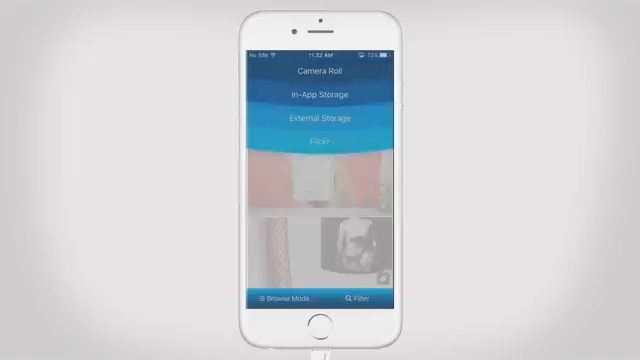 No SIM 11:32 AM 72%
Camera Roll
In-App Storage
External Storage
Flickr
Browse Mode Filter